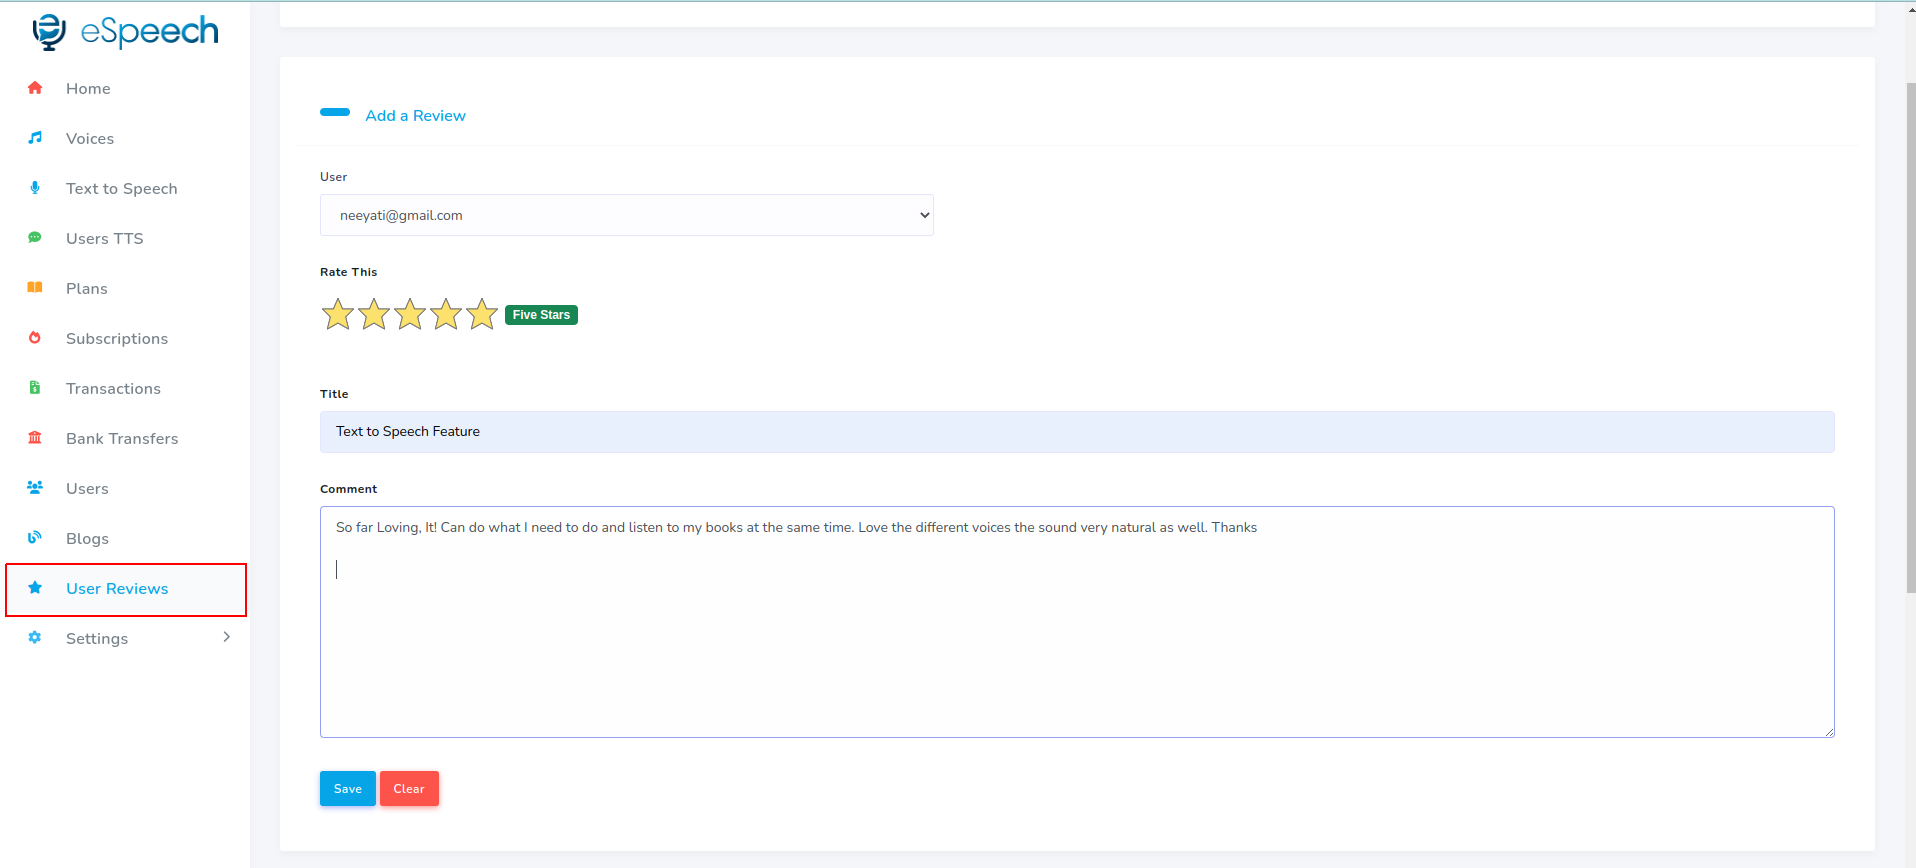 eSpeech
Home
Voices
Text to Speech
Users TTS
Plans
Subscriptions
Transactions
Bank Transfers
Users
Blogs
User Reviews
Settings
Add a Review
User
neeyati@gmail.com
Rate This
Five Stars
Title
Text to Speech Feature
Comment
So far Loving, It! Can do what I need to do and listen to my books at the same time. Love the different voices the sound very natural as well. Thanks
Save
Clear